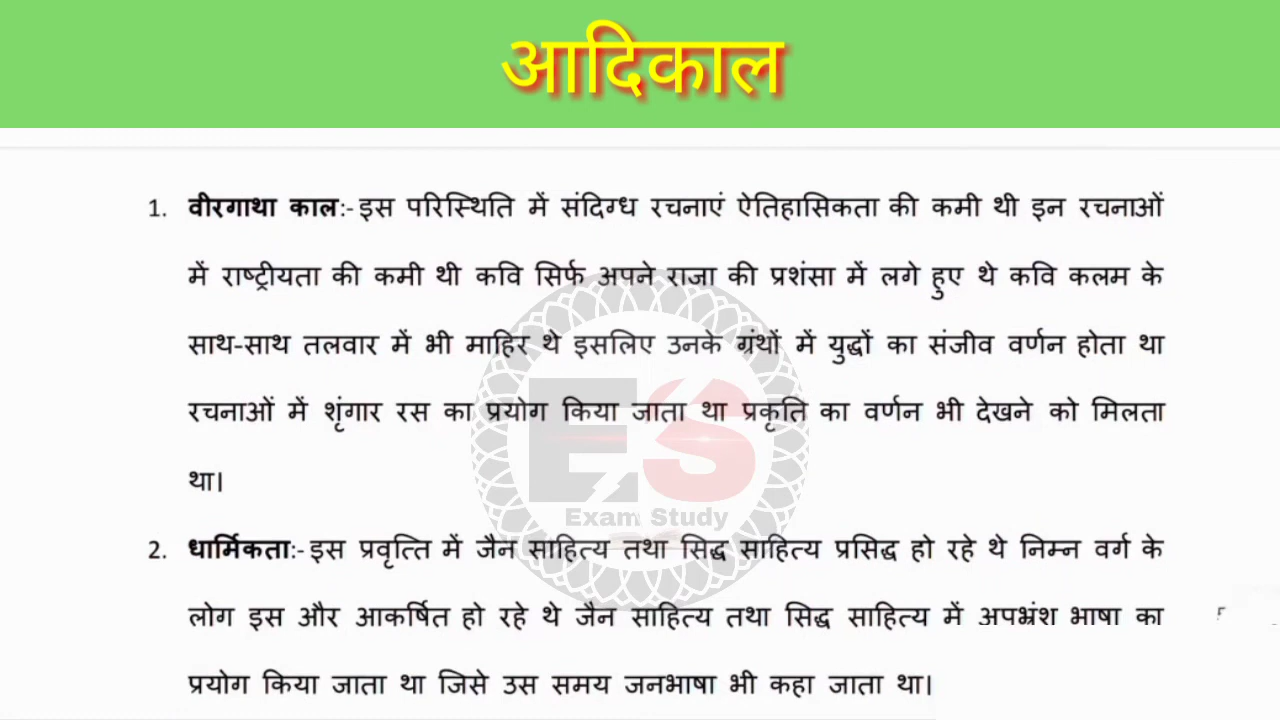 आदिकाल
1. वीरगाथा काल:- इस परिस्थिति में संदिग्ध रचनाएं ऐतिहासिकता की कमी थी इन रचनाओं
में राष्ट्रीयता की कमी थी कवि सिर्फ अपने राजा की प्रशंसा में लगे हुए थे कवि कलम के
साथ-साथ तलवार में भी माहिर थे इसलिए उनके ग्रंथों में युद्धों का संजीव वर्णन होता था
रचनाओं में शृंगार रस का प्रयोग किया जाता था प्रकृति का वर्णन भी देखने को मिलता
था।
ES
Exam Study
2. धार्मिकता:- इस प्रवृत्ति में जैन साहित्य तथा सिद्ध साहित्य प्रसिद्ध हो रहे थे निम्न वर्ग के
लोग इस और आकर्षित हो रहे थे जैन साहित्य तथा सिद्ध साहित्य में अपभ्रंश भाषा का
प्रयोग किया जाता था जिसे उस समय जनभाषा भी कहा जाता था।